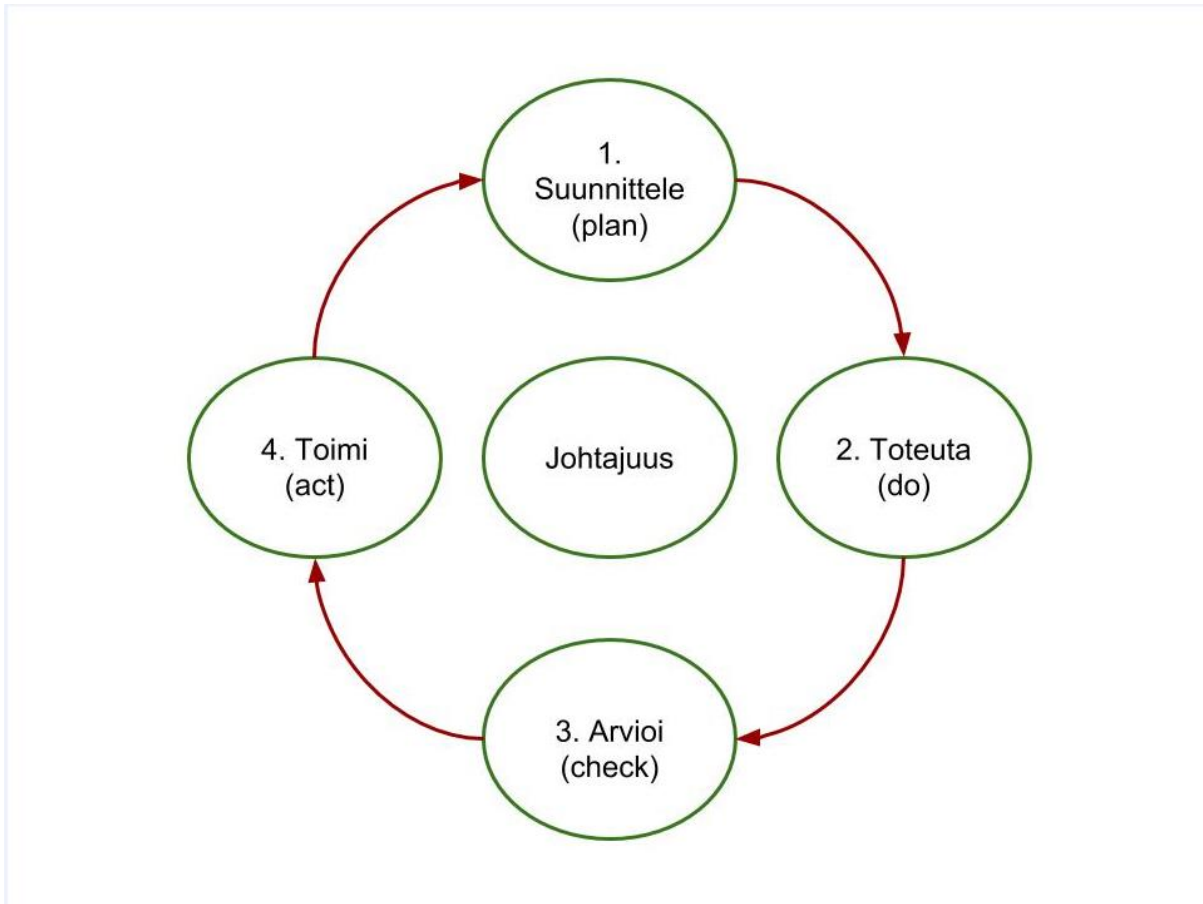 1.
Suunnittele
(plan)
4. Toimi
(act)
Johtajuus
2. Toteuta
(do)
3. Arvioi
(check)